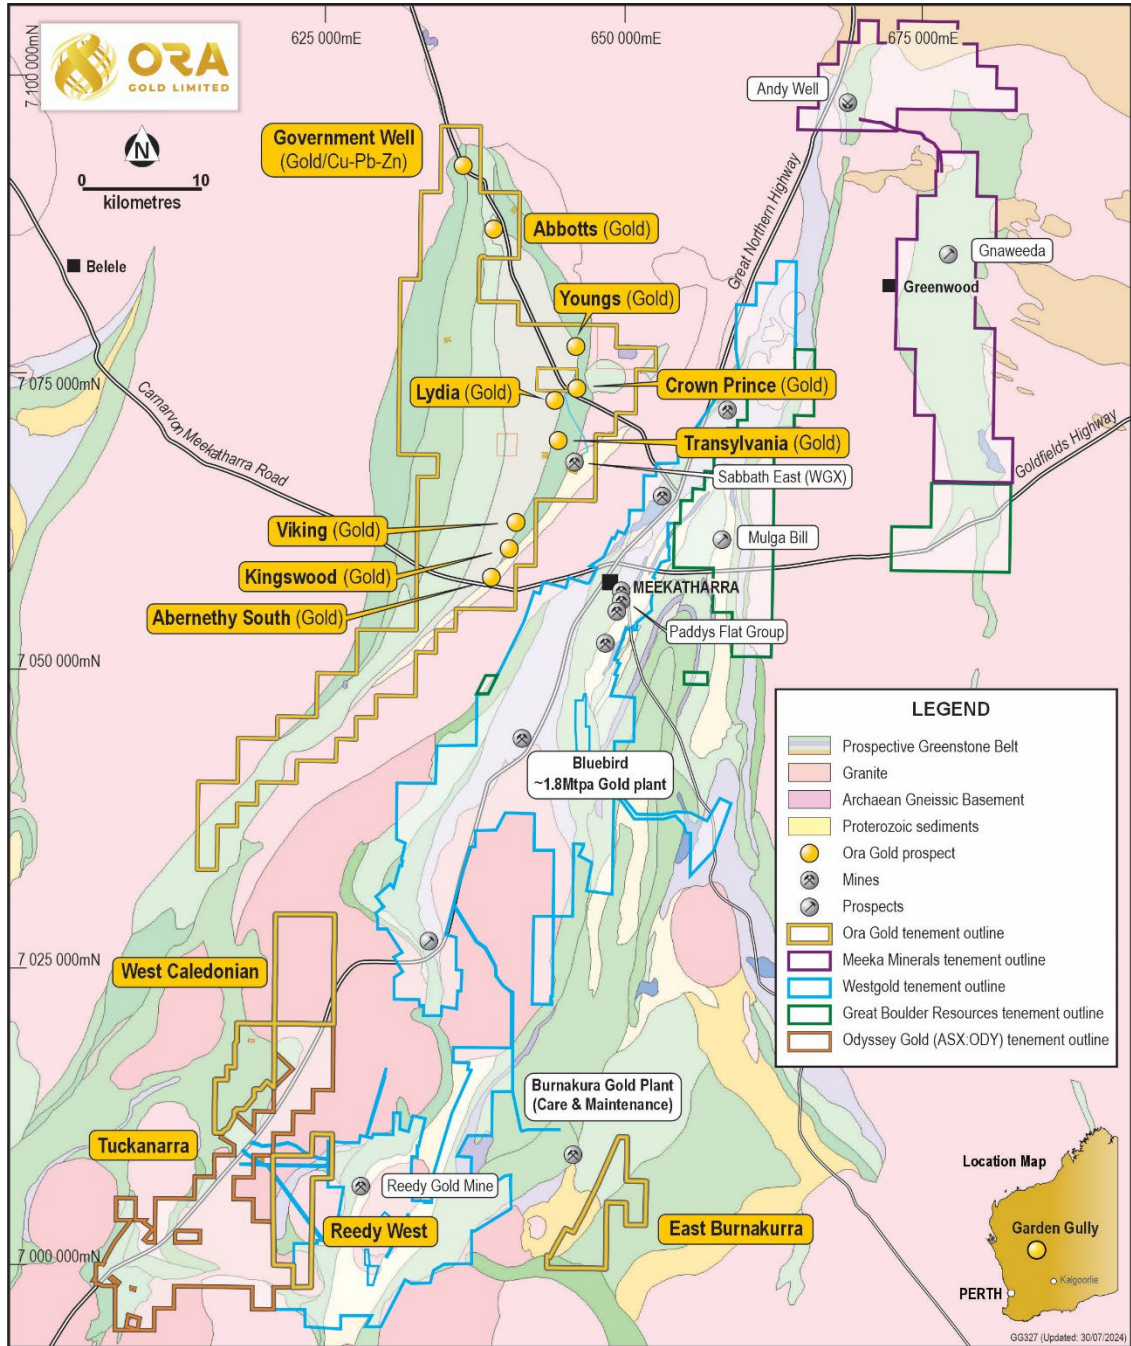 625 000mE
650 000mE
675 000mE
7 100 000mN
ORA
GOLD LIMITED
N
0 10
kilometres
Andy Well
Government Well
(Gold/Cu-Pb-Zn)
Great Northern Highway
Abbotts (Gold)
Gnaweeda
Belele
Greenwood
Youngs (Gold)
7 075 000mN
Lydia (Gold)
Crown Prince (Gold)
Carnarvon Meekatharra Road
Transylvania (Gold)
Goldfields Highway
Sabbath East (WGX)
Viking (Gold)
Mulga Bill
Kingswood (Gold)
MEEKATHARRA
Abernethy South (Gold)
Paddys Flat Group
7 050 000mN
LEGEND
Prospective Greenstone Belt
Granite
Archaean Gneissic Basement
Proterozoic sediments
Ora Gold prospect
Mines
Prospects
Ora Gold tenement outline
Meeka Minerals tenement outline
Westgold tenement outline
Great Boulder Resources tenement outline
Odyssey Gold (ASX:ODY) tenement outline
Bluebird
~1.8Mtpa Gold plant
West Caledonian
7 025 000mN
Burnakura Gold Plant
(Care & Maintenance)
Tuckanarra
Reedy Gold Mine
Reedy West
East Burnakurra
7 000 000mN
Location Map
Garden Gully
Kalgoorlie
PERTH
GG327 (Updated: 30/07/2024)